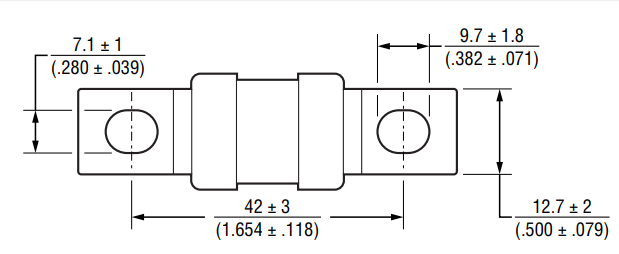 7.1 ± 1
(.280 ± .039)
9.7 ± 1.8
(.382 ± .071)
42 ± 3
(1.654 ± .118)
12.7 ± 2
(.500 ± .079)